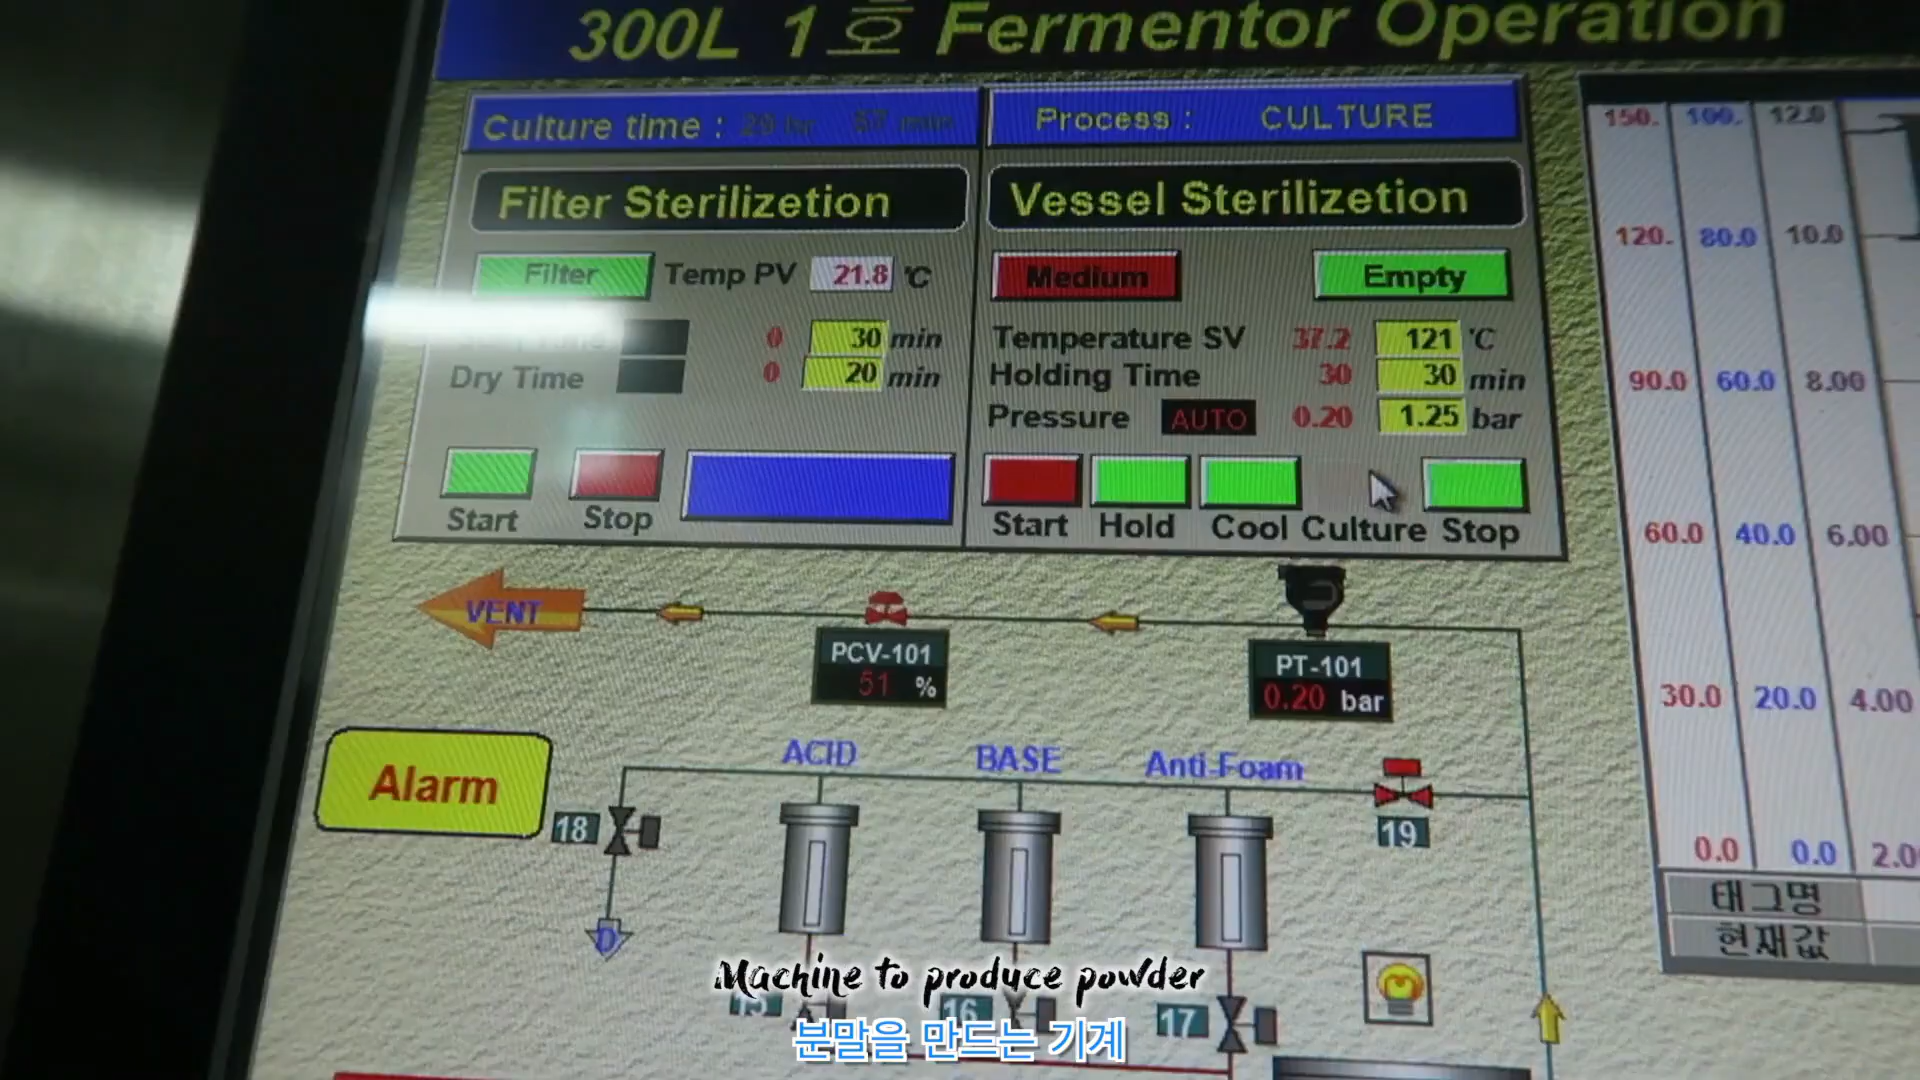 300L 1호 Fermentor Operation
Culture time : 29 hr 57 min
Process : CULTURE
Filter Sterilizetion
Vessel Sterilizetion
Filter Temp PV 21.8 °C
Medium Empty
0 30 min
Dry Time 0 20 min
Temperature SV 37.2 121 °C
Holding Time 30 30 min
Pressure AUTO 0.20 1.25 bar
Start Stop
Start Hold Cool Culture Stop
VENT
PCV-101
51 %
PT-101
0.20 bar
Alarm
ACID BASE Anti-Foam
18
19
D
15 16 17
150. 100. 12.0
120. 80.0 10.0
90.0 60.0 8.00
60.0 40.0 6.00
30.0 20.0 4.00
0.0 0.0 2.0
태그명
현재값
Machine to produce powder
분말을 만드는 기계